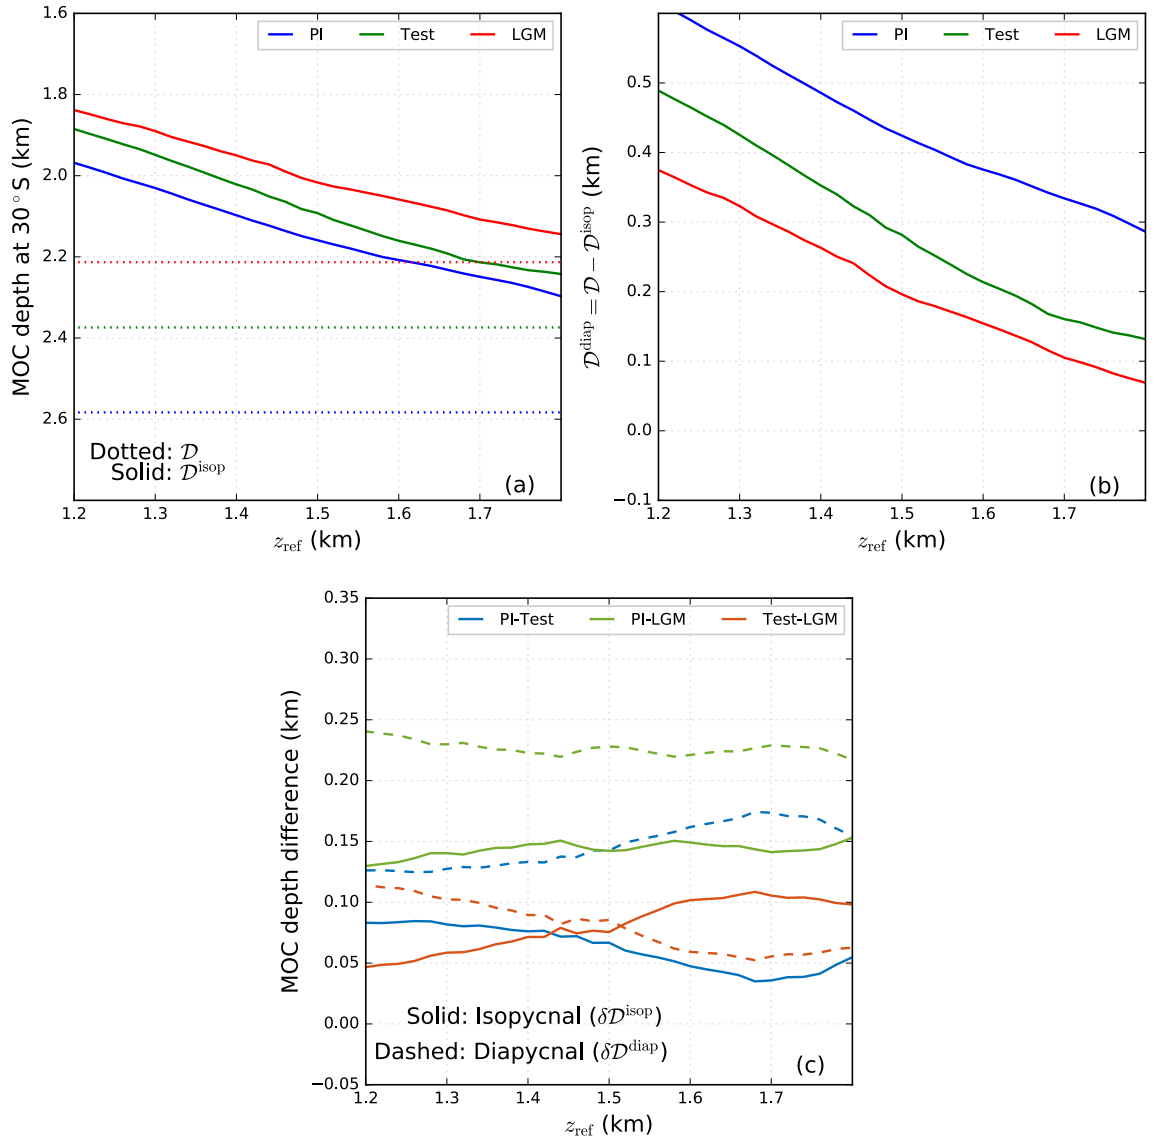 1.6
1.8
2.0
2.2
2.4
2.6
MOC depth at 30°S (km)
PI Test LGM
Dotted: 𝒟
Solid: 𝒟^isop
(a)
1.2 1.3 1.4 1.5 1.6 1.7
z_ref (km)
0.5
0.4
0.3
0.2
0.1
0.0
−0.1
𝒟^diap = 𝒟 − 𝒟^isop (km)
PI Test LGM
(b)
1.2 1.3 1.4 1.5 1.6 1.7
z_ref (km)
0.35
0.30
0.25
0.20
0.15
0.10
0.05
0.00
−0.05
MOC depth difference (km)
PI-Test PI-LGM Test-LGM
Solid: Isopycnal (δ𝒟^isop)
Dashed: Diapycnal (δ𝒟^diap)
(c)
1.2 1.3 1.4 1.5 1.6 1.7
z_ref (km)